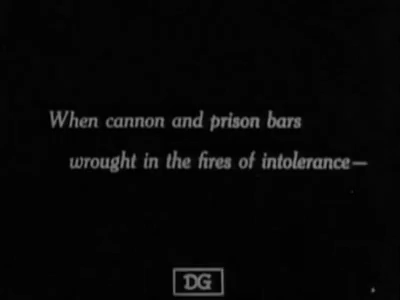 When cannon and prison bars
wrought in the fires of intolerance—
DG